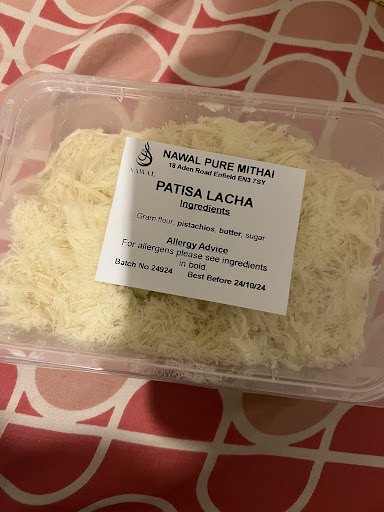 NAWAL
NAWAL PURE MITHAI
18 Aden Road Enfield EN3 7SY
PATISA LACHA
Ingredients
Gram flour, pistachios, butter, sugar
Allergy Advice
For allergens please see ingredients
in bold
Batch No 24924 Best Before 24/10/24